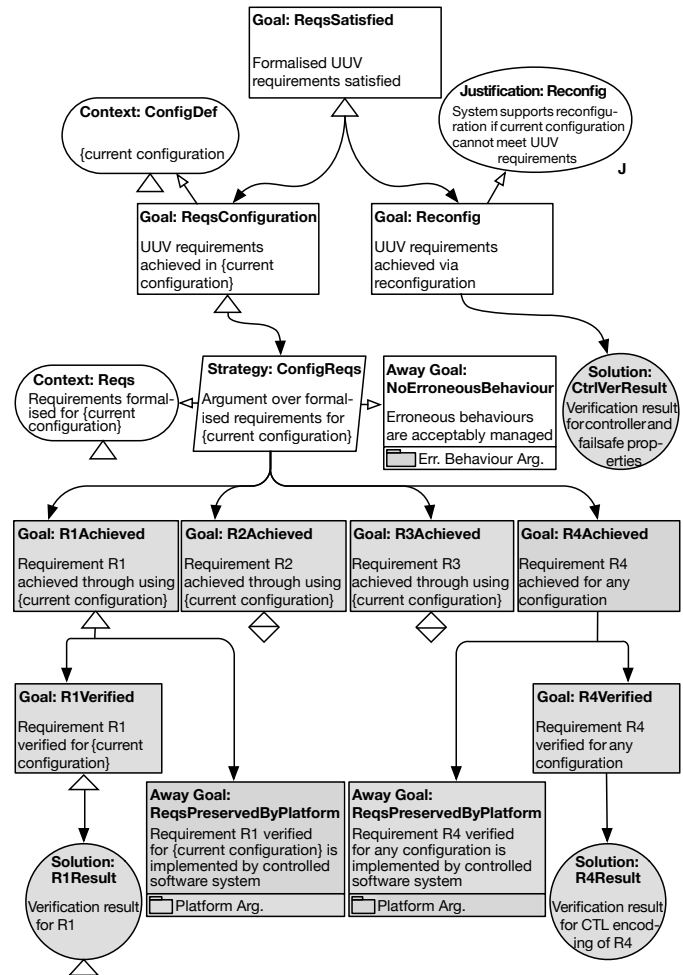 Goal: ReqsSatisfied
Formalised UUV
requirements satisfied
Context: ConfigDef
{current configuration
Justification: Reconfig
System supports reconfigu-
ration if current configuration
cannot meet UUV
requirements
J
Goal: ReqsConfiguration
UUV requirements
achieved in {current
configuration}
Goal: Reconfig
UUV requirements
achieved via
reconfiguration
Context: Reqs
Requirements formal-
ised for {current
configuration}
Strategy: ConfigReqs
Argument over formal-
ised requirements for
{current configuration}
Away Goal:
NoErroneousBehaviour
Erroneous behaviours
are acceptably managed
Err. Behaviour Arg.
Solution:
CtrlVerResult
Verification result
for controller and
failsafe prop-
erties
Goal: R1Achieved
Requirement R1
achieved through using
{current configuration}
Goal: R2Achieved
Requirement R2
achieved through using
{current configuration}
Goal: R3Achieved
Requirement R3
achieved through using
{current configuration}
Goal: R4Achieved
Requirement R4
achieved for any
configuration
Goal: R1Verified
Requirement R1
verified for {current
configuration}
Away Goal:
ReqsPreservedByPlatform
Requirement R1 verified
for {current configuration} is
implemented by controlled
software system
Platform Arg.
Away Goal:
ReqsPreservedByPlatform
Requirement R4 verified
for any configuration is
implemented by controlled
software system
Platform Arg.
Goal: R4Verified
Requirement R4
verified for any
configuration
Solution:
R1Result
Verification result
for R1
Solution:
R4Result
Verification result
for CTL encod-
ing of R4